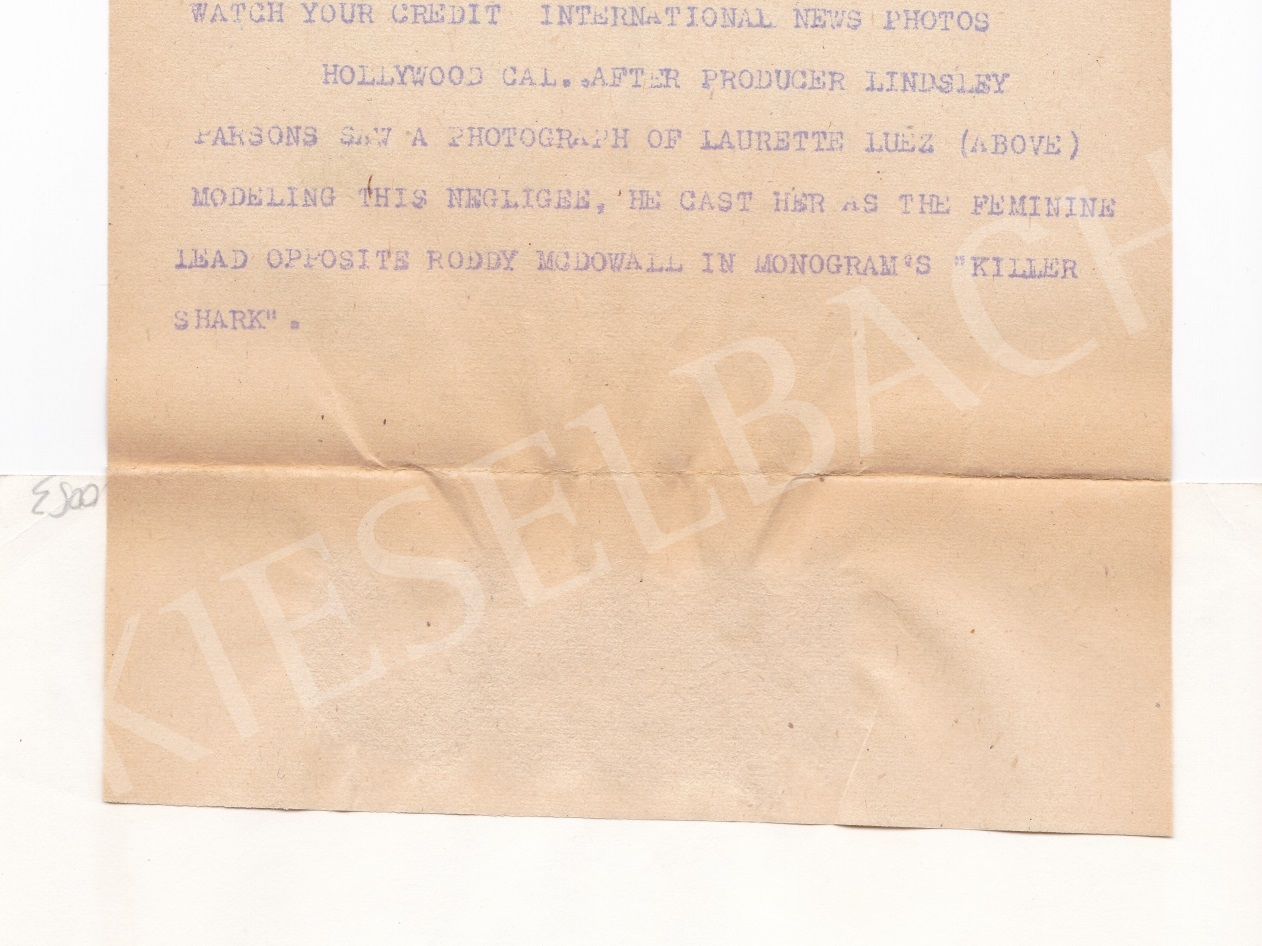 WATCH YOUR CREDIT INTERNATIONAL NEWS PHOTOS
HOLLYWOOD CAL..AFTER PRODUCER LINDSLEY
PARSONS SAW A PHOTOGRAPH OF LAURETTE LUEZ (ABOVE)
MODELING THIS NEGLIGEE, HE CAST HER AS THE FEMININE
LEAD OPPOSITE RODDY MCDOWALL IN MONOGRAM'S "KILLER
SHARK".
KIESELBACH